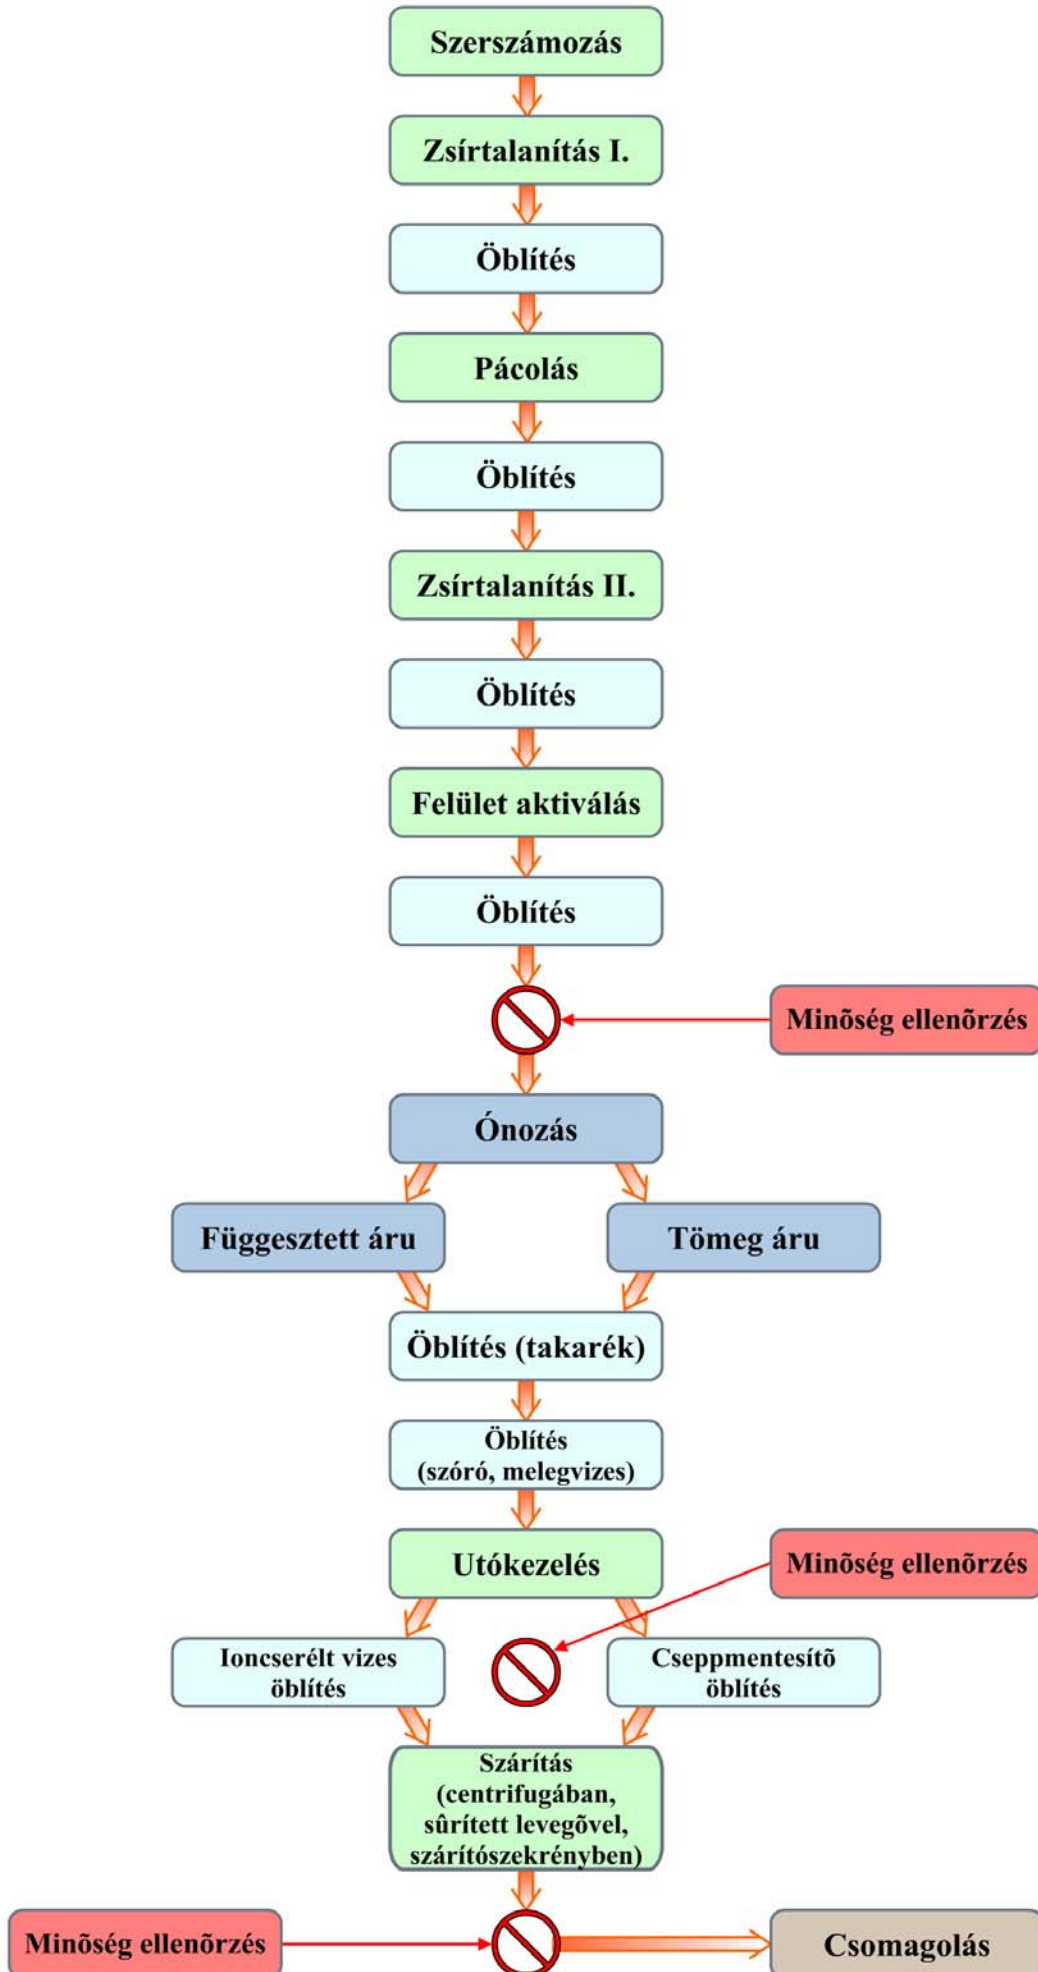 Szerszámozás
Zsírtalanítás I.
Öblítés
Pácolás
Öblítés
Zsírtalanítás II.
Öblítés
Felület aktiválás
Öblítés
Minõség ellenõrzés
Ónozás
Függesztett áru
Tömeg áru
Öblítés (takarék)
Öblítés
(szóró, melegvizes)
Utókezelés
Minõség ellenõrzés
Ioncserélt vizes
öblítés
Cseppmentesítõ
öblítés
Szárítás
(centrifugában,
sûrített levegõvel,
szárítószekrényben)
Minõség ellenõrzés
Csomagolás